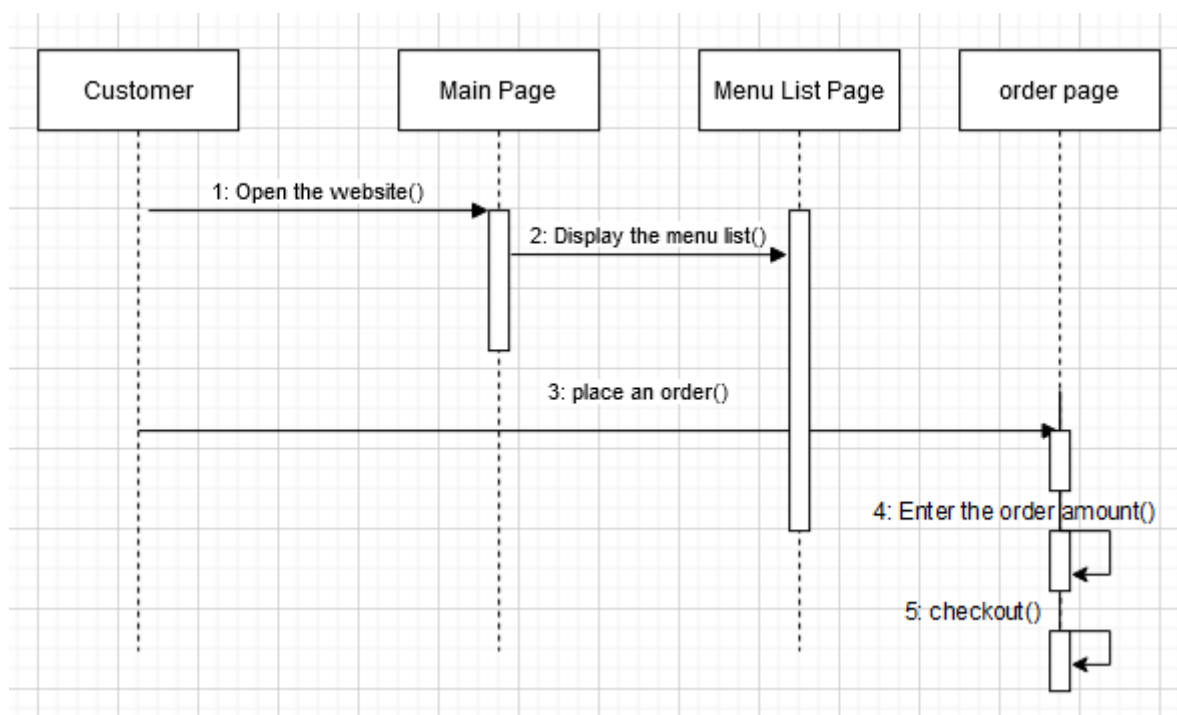 Customer
Main Page
Menu List Page
order page
1: Open the website()
2: Display the menu list()
3: place an order()
4: Enter the order amount()
5: checkout()